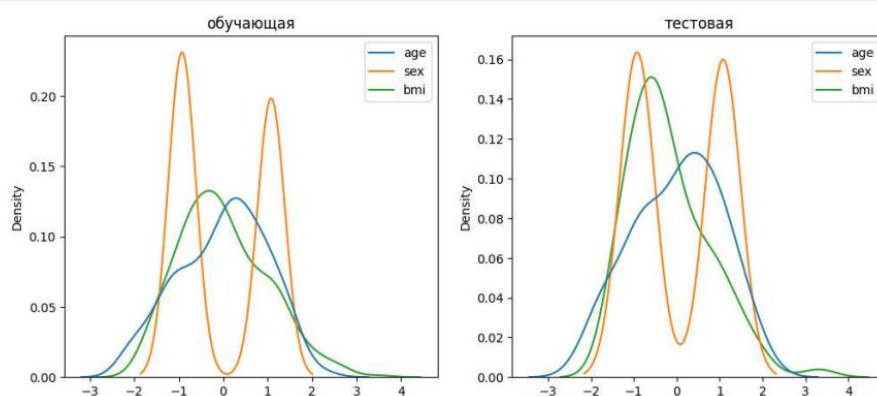 обучающая
age
sex
bmi
Density
0.20
0.15
0.10
0.05
0.00
−3 −2 −1 0 1 2 3 4
тестовая
age
sex
bmi
Density
0.16
0.14
0.12
0.10
0.08
0.06
0.04
0.02
0.00
−3 −2 −1 0 1 2 3 4